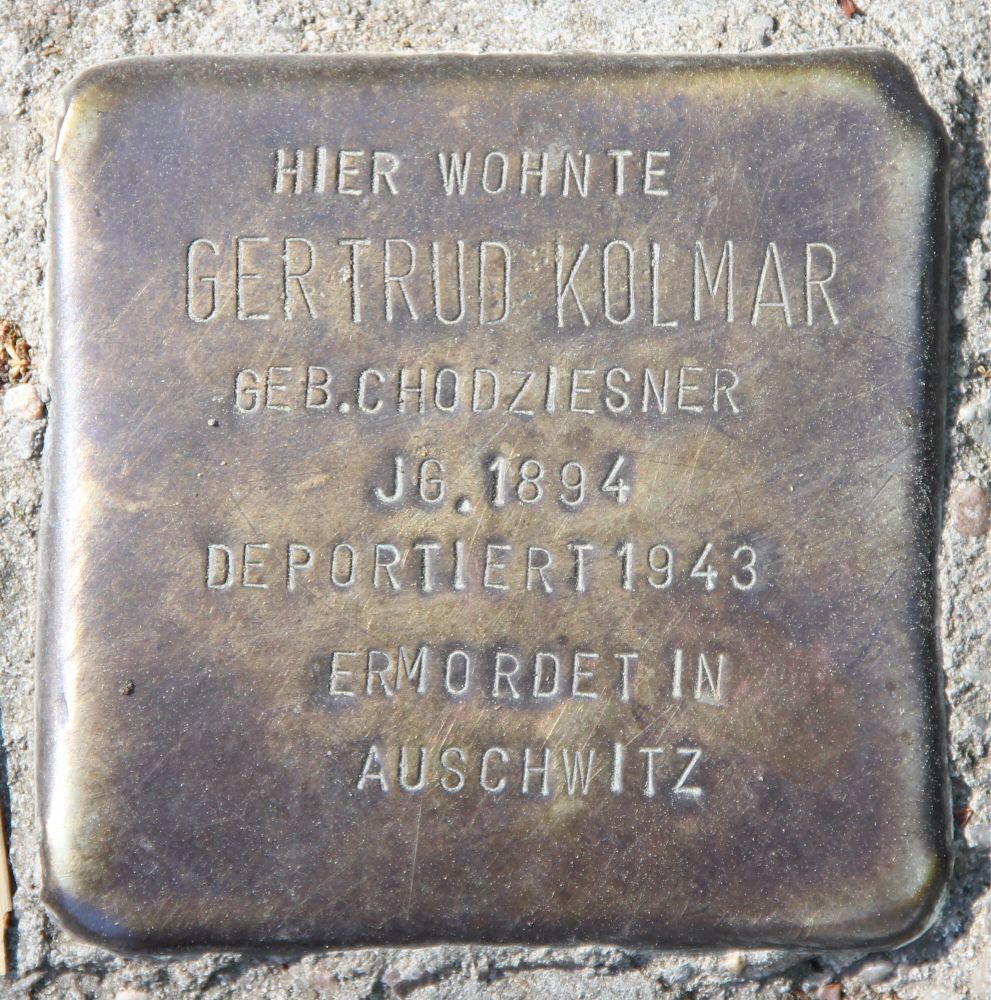 HIER WOHNTE
GERTRUD KOLMAR
GEB.CHODZIESNER
JG.1894
DEPORTIERT 1943
ERMORDET IN
AUSCHWITZ